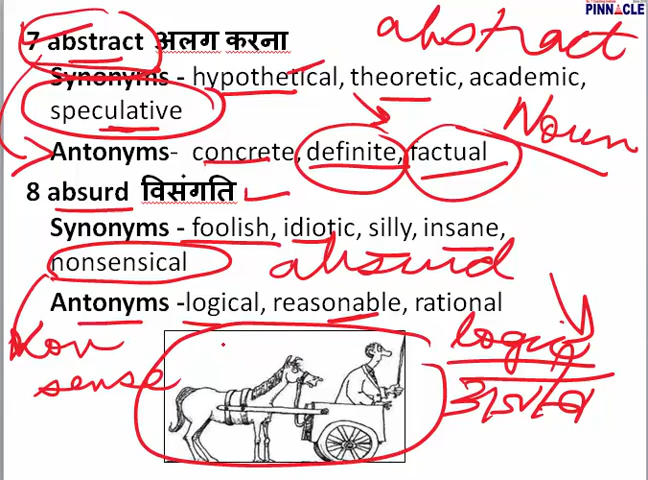 PINNACLE
7 abstract अलग करना
abstract
Synonyms - hypothetical, theoretic, academic,
speculative
Noun
Antonyms- concrete, definite, factual
8 absurd विसंगति
Synonyms - foolish, idiotic, silly, insane,
nonsensical
absurd
Antonyms -logical, reasonable, rational
Non
sense
logic